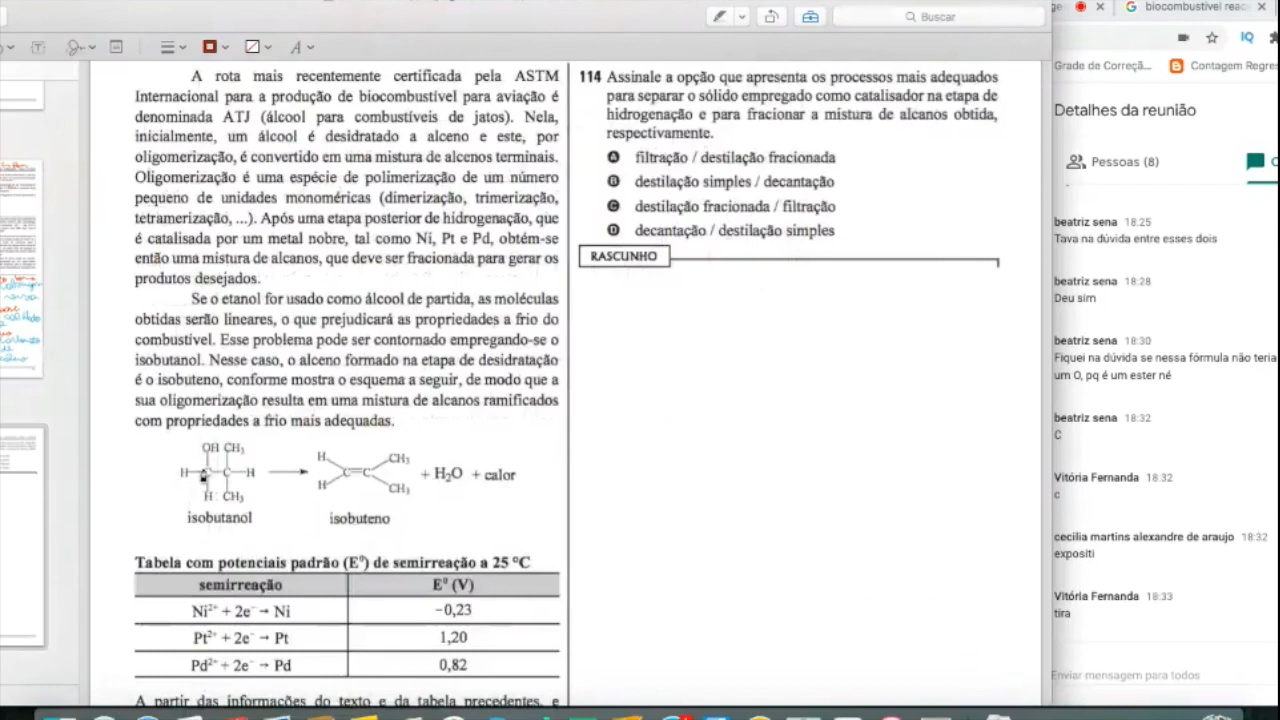 Buscar
biocombustivel reaç
Grade de Correçã...
Contagem Regres
Detalhes da reunião
Pessoas (8)
A rota mais recentemente certificada pela ASTM
Internacional para a produção de biocombustível para aviação é
denominada ATJ (álcool para combustíveis de jatos). Nela,
inicialmente, um álcool é desidratado a alceno e este, por
oligomerização, é convertido em uma mistura de alcenos terminais.
Oligomerização é uma espécie de polimerização de um número
pequeno de unidades monoméricas (dimerização, trimerização,
tetramerização, ...). Após uma etapa posterior de hidrogenação, que
é catalisada por um metal nobre, tal como Ni, Pt e Pd, obtém-se
então uma mistura de alcanos, que deve ser fracionada para gerar os
produtos desejados.
Se o etanol for usado como álcool de partida, as moléculas
obtidas serão lineares, o que prejudicará as propriedades a frio do
combustível. Esse problema pode ser contornado empregando-se o
isobutanol. Nesse caso, o alceno formado na etapa de desidratação
é o isobuteno, conforme mostra o esquema a seguir, de modo que a
sua oligomerização resulta em uma mistura de alcanos ramificados
com propriedades a frio mais adequadas.
OH CH₃
H C C H
H CH₃
isobutanol
H CH₃
C=C
H CH₃
+ H₂O + calor
isobuteno
Tabela com potenciais padrão (E⁰) de semirreação a 25 °C
semirreação E⁰ (V)
Ni²⁺ + 2e⁻ → Ni −0,23
Pt²⁺ + 2e⁻ → Pt 1,20
Pd²⁺ + 2e⁻ → Pd 0,82
A partir das informações do texto e da tabela precedentes, e
114 Assinale a opção que apresenta os processos mais adequados
para separar o sólido empregado como catalisador na etapa de
hidrogenação e para fracionar a mistura de alcanos obtida,
respectivamente.
A filtração / destilação fracionada
B destilação simples / decantação
C destilação fracionada / filtração
D decantação / destilação simples
RASCUNHO
beatriz sena 18:25
Tava na dúvida entre esses dois
beatriz sena 18:28
Deu sim
beatriz sena 18:30
Fiquei na dúvida se nessa fórmula não teria
um O, pq é um ester né
beatriz sena 18:32
C
Vitória Fernanda 18:32
c
cecilia martins alexandre de araujo 18:32
expositi
Vitória Fernanda 18:33
tira
Enviar mensagem para todos